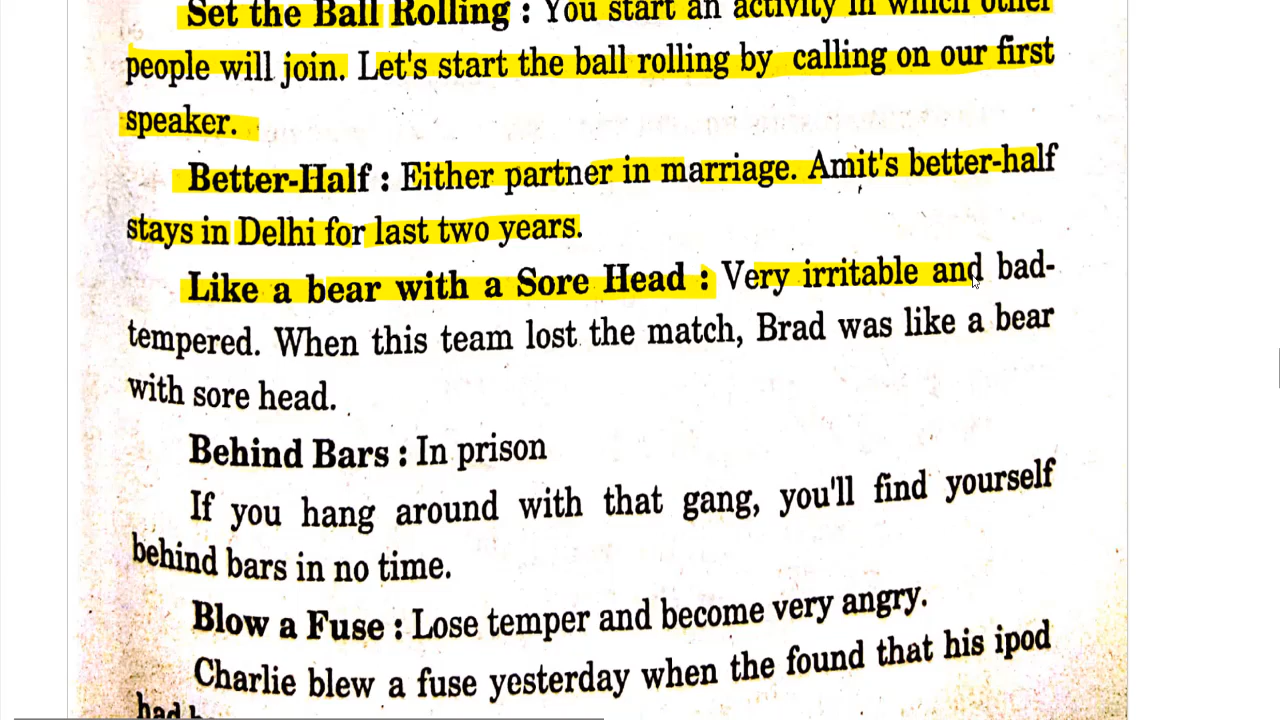 Set the Ball Rolling : You start an activity in which other
people will join. Let's start the ball rolling by calling on our first
speaker.
Better-Half : Either partner in marriage. Amit's better-half
stays in Delhi for last two years.
Like a bear with a Sore Head : Very irritable and bad-
tempered. When this team lost the match, Brad was like a bear
with sore head.
Behind Bars : In prison
If you hang around with that gang, you'll find yourself
behind bars in no time.
Blow a Fuse : Lose temper and become very angry.
Charlie blew a fuse yesterday when the found that his ipod
had